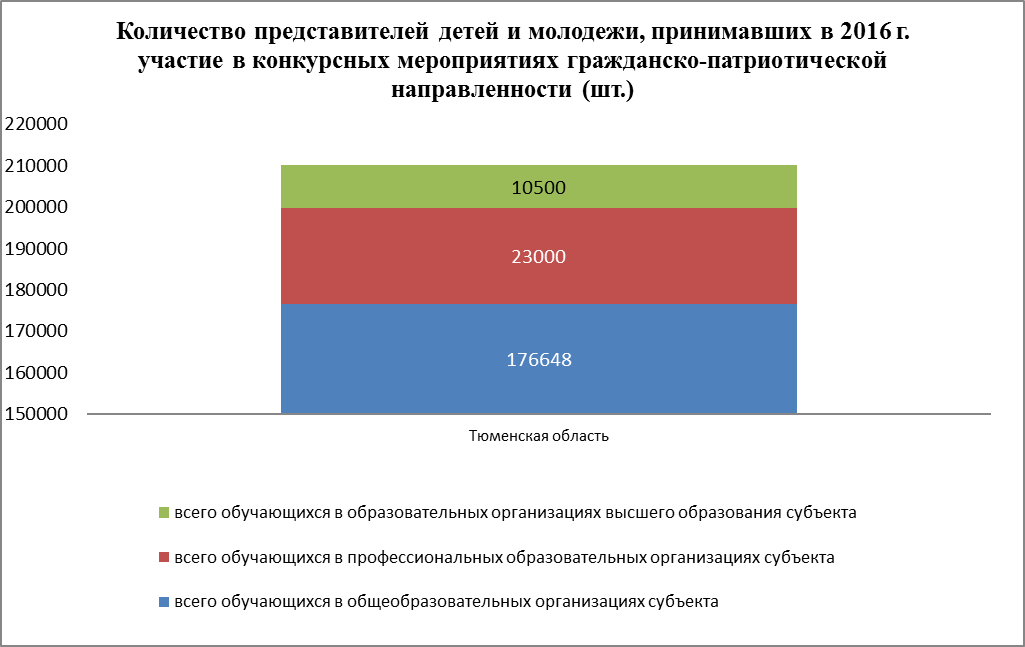 Количество представителей детей и молодежи, принимавших в 2016 г.
участие в конкурсных мероприятиях гражданско-патриотической
направленности (шт.)
220000
210000
200000
190000
180000
170000
160000
150000
10500
23000
176648
Тюменская область
всего обучающихся в образовательных организациях высшего образования субъекта
всего обучающихся в профессиональных образовательных организациях субъекта
всего обучающихся в общеобразовательных организациях субъекта